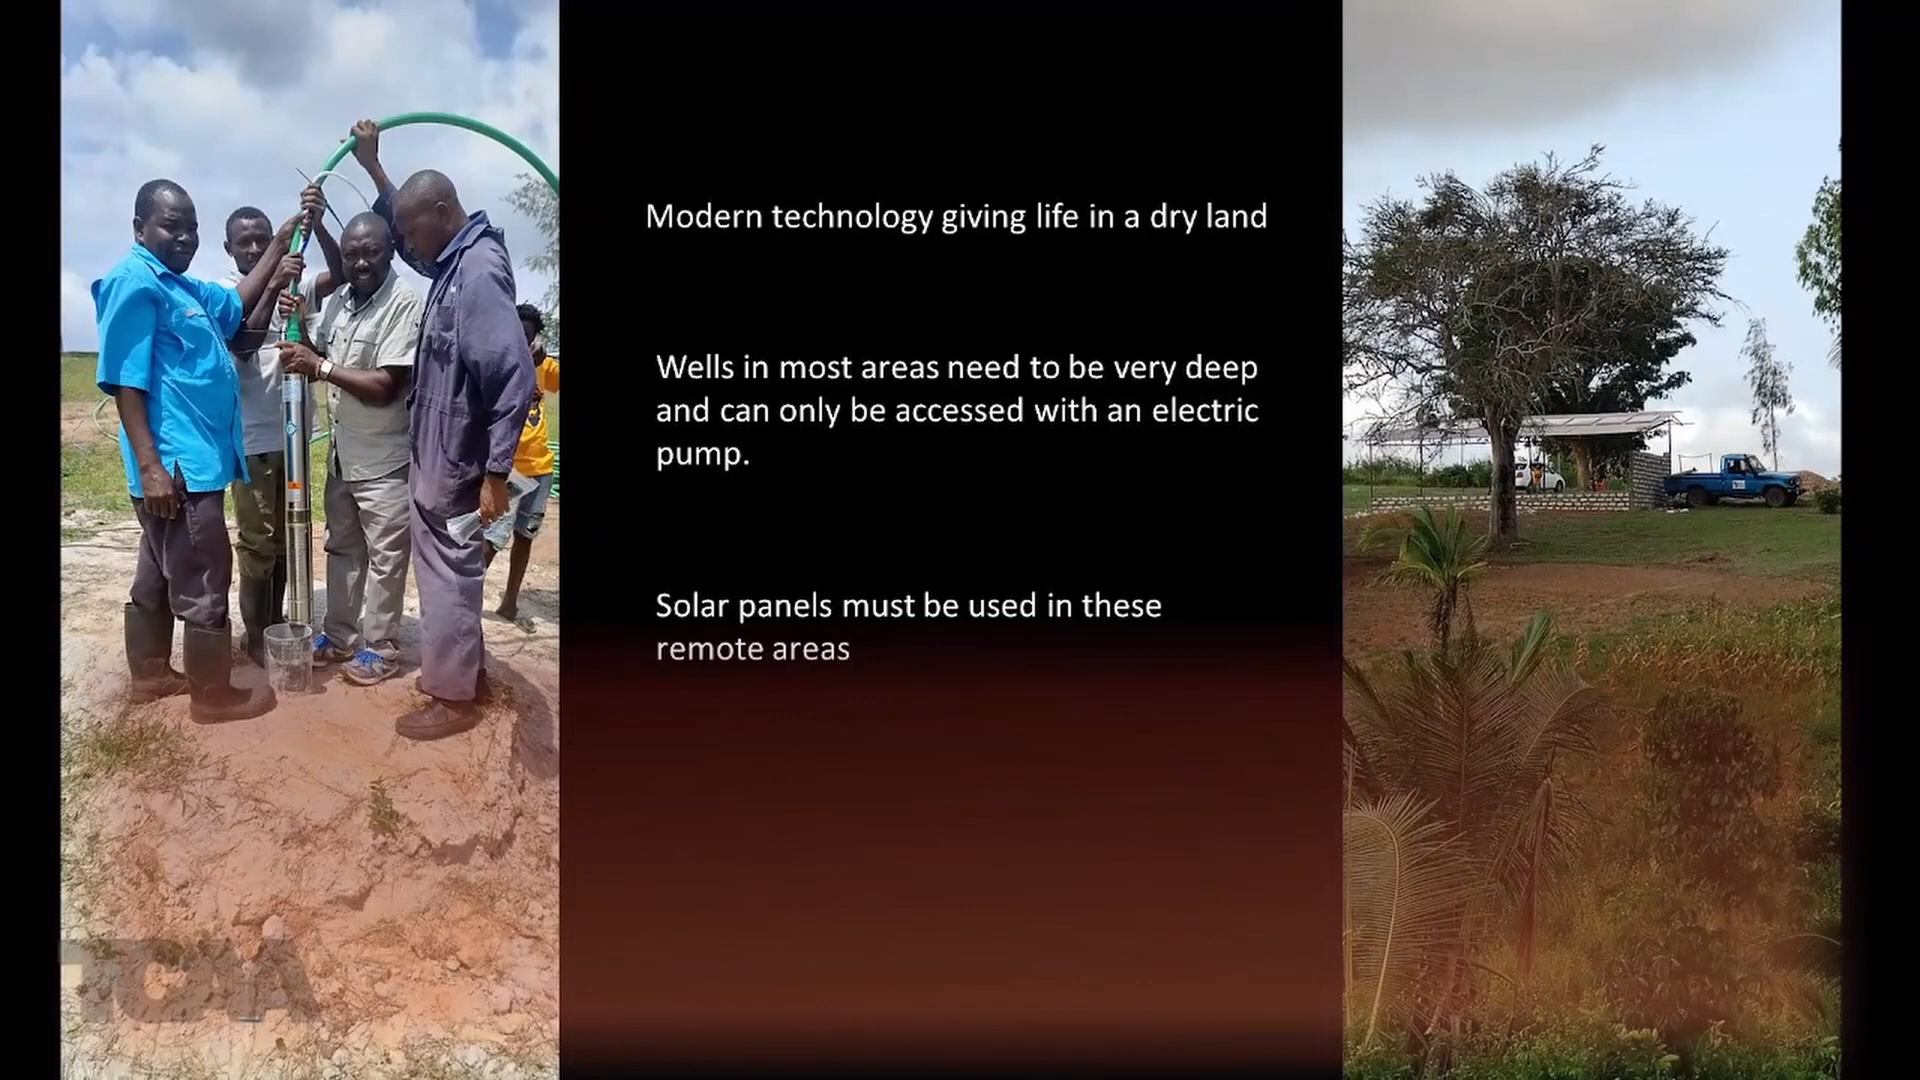 Modern technology giving life in a dry land
Wells in most areas need to be very deep
and can only be accessed with an electric
pump.
Solar panels must be used in these
remote areas